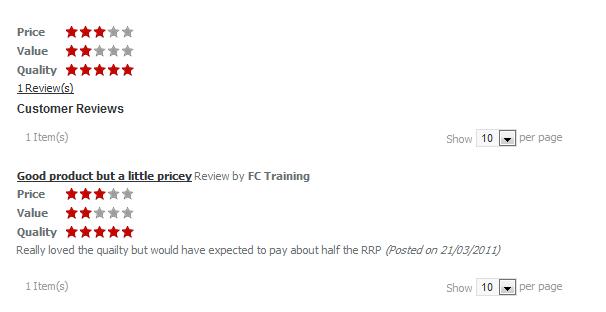 Price
Value
Quality
1 Review(s)
Customer Reviews
1 Item(s) Show 10 per page
Good product but a little pricey Review by FC Training
Price
Value
Quality
Really loved the quailty but would have expected to pay about half the RRP (Posted on 21/03/2011)
1 Item(s) Show 10 per page